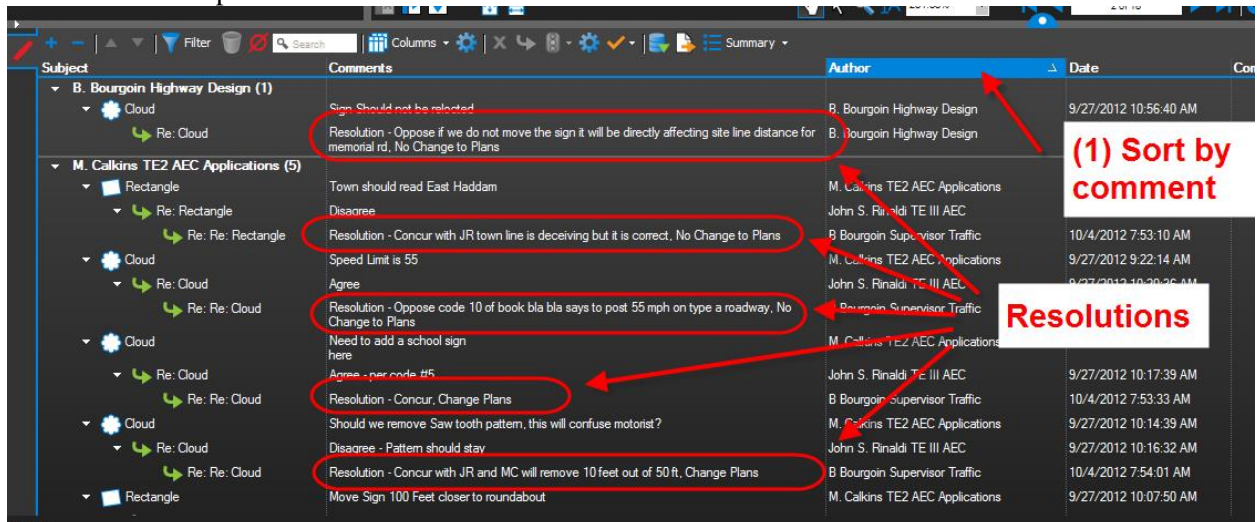 Filter Search Columns Summary
Subject Comments Author Date
B. Bourgoin Highway Design (1)
Cloud Sign Should not be relocted B. Bourgoin Highway Design 9/27/2012 10:56:40 AM
Re: Cloud Resolution - Oppose if we do not move the sign it will be directly affecting site line distance for B. Bourgoin Highway Design
memorial rd, No Change to Plans
(1) Sort by
comment
M. Calkins TE2 AEC Applications (5)
Rectangle Town should read East Haddam M. Calkins TE2 AEC Applications
Re: Rectangle Disagree John S. Rinaldi TE III AEC
Re: Re: Rectangle Resolution - Concur with JR town line is deceiving but it is correct, No Change to Plans B Bourgoin Supervisor Traffic 10/4/2012 7:53:10 AM
Cloud Speed Limit is 55 M. Calkins TE2 AEC Applications 9/27/2012 9:22:14 AM
Re: Cloud Agree John S. Rinaldi TE III AEC
Re: Re: Cloud Resolution - Oppose code 10 of book bla bla says to post 55 mph on type a roadway, No Bourgoin Supervisor Traffic
Change to Plans
Resolutions
Cloud Need to add a school sign M. Calkins TE2 AEC Applications
here
Re: Cloud Agree - per code #5 John S. Rinaldi TE III AEC 9/27/2012 10:17:39 AM
Re: Re: Cloud Resolution - Concur, Change Plans B Bourgoin Supervisor Traffic 10/4/2012 7:53:33 AM
Cloud Should we remove Saw tooth pattern, this will confuse motorist? M. Calkins TE2 AEC Applications 9/27/2012 10:14:39 AM
Re: Cloud Disagree - Pattern should stay John S. Rinaldi TE III AEC 9/27/2012 10:16:32 AM
Re: Re: Cloud Resolution - Concur with JR and MC will remove 10 feet out of 50 ft, Change Plans B Bourgoin Supervisor Traffic 10/4/2012 7:54:01 AM
Rectangle Move Sign 100 Feet closer to roundabout M. Calkins TE2 AEC Applications 9/27/2012 10:07:50 AM